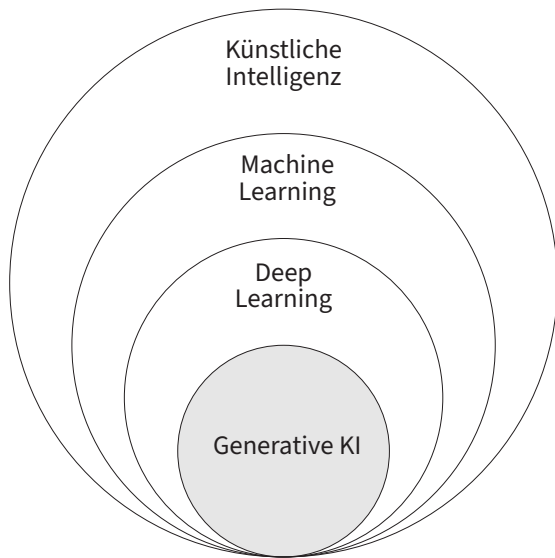 Künstliche
Intelligenz
Machine
Learning
Deep
Learning
Generative KI